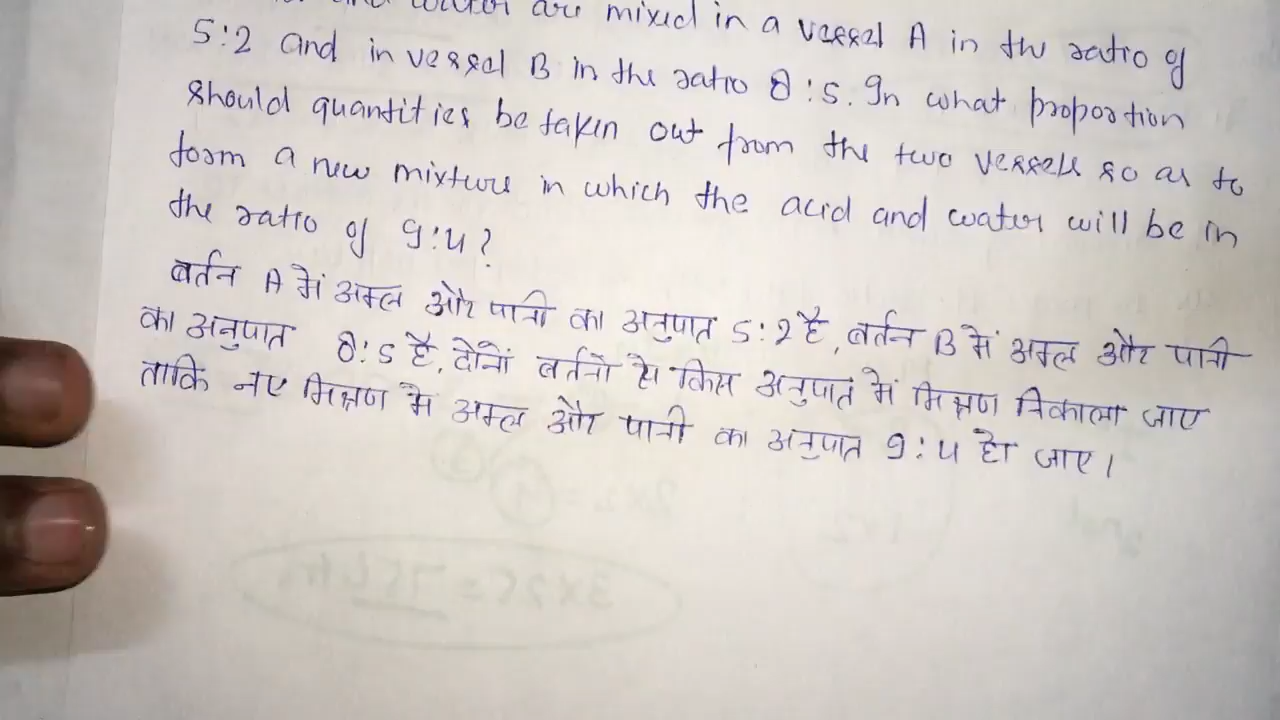 and water are mixed in a vessel A in the ratio of
5:2 and in vessel B in the ratio 8:5. In what proportion
should quantities be taken out from the two vessels so as to
form a new mixture in which the acid and water will be in
the ratio of 9:4?
बर्तन A में अम्ल और पानी का अनुपात 5:2 है, बर्तन B में अम्ल और पानी
का अनुपात 8:5 है, दोनों बर्तनों से किस अनुपात में मिश्रण निकाला जाए
ताकि नए मिश्रण में अम्ल और पानी का अनुपात 9:4 हो जाए।